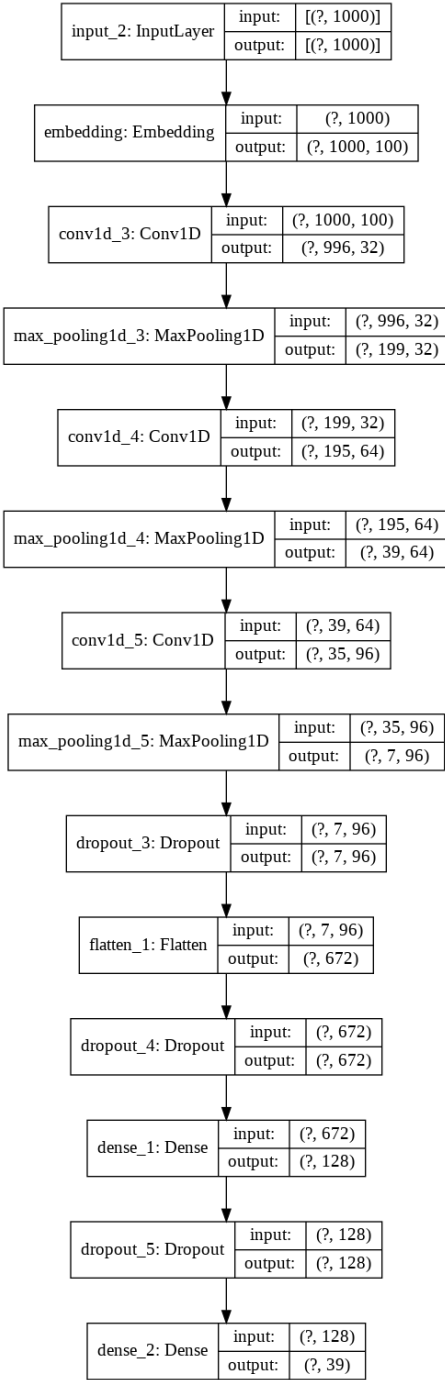 input_2: InputLayer
input: [(?, 1000)]
output: [(?, 1000)]
embedding: Embedding
input: (?, 1000)
output: (?, 1000, 100)
conv1d_3: Conv1D
input: (?, 1000, 100)
output: (?, 996, 32)
max_pooling1d_3: MaxPooling1D
input: (?, 996, 32)
output: (?, 199, 32)
conv1d_4: Conv1D
input: (?, 199, 32)
output: (?, 195, 64)
max_pooling1d_4: MaxPooling1D
input: (?, 195, 64)
output: (?, 39, 64)
conv1d_5: Conv1D
input: (?, 39, 64)
output: (?, 35, 96)
max_pooling1d_5: MaxPooling1D
input: (?, 35, 96)
output: (?, 7, 96)
dropout_3: Dropout
input: (?, 7, 96)
output: (?, 7, 96)
flatten_1: Flatten
input: (?, 7, 96)
output: (?, 672)
dropout_4: Dropout
input: (?, 672)
output: (?, 672)
dense_1: Dense
input: (?, 672)
output: (?, 128)
dropout_5: Dropout
input: (?, 128)
output: (?, 128)
dense_2: Dense
input: (?, 128)
output: (?, 39)